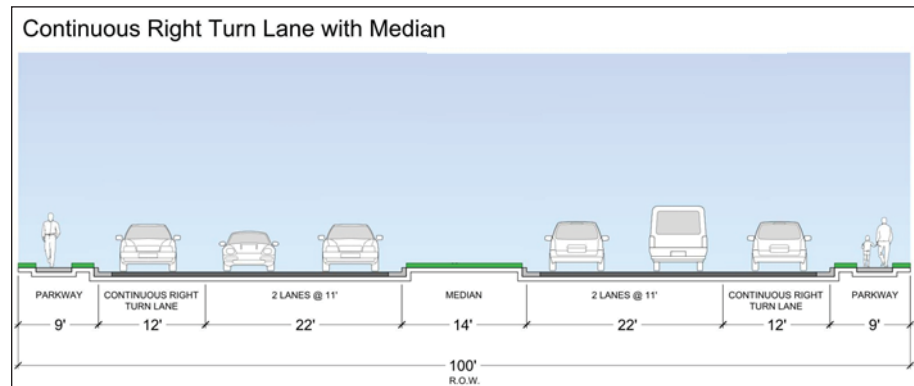 Continuous Right Turn Lane with Median
PARKWAY
CONTINUOUS RIGHT
TURN LANE
2 LANES @ 11'
MEDIAN
2 LANES @ 11'
CONTINUOUS RIGHT
TURN LANE
PARKWAY
9'
12'
22'
14'
22'
12'
9'
100'
R.O.W.